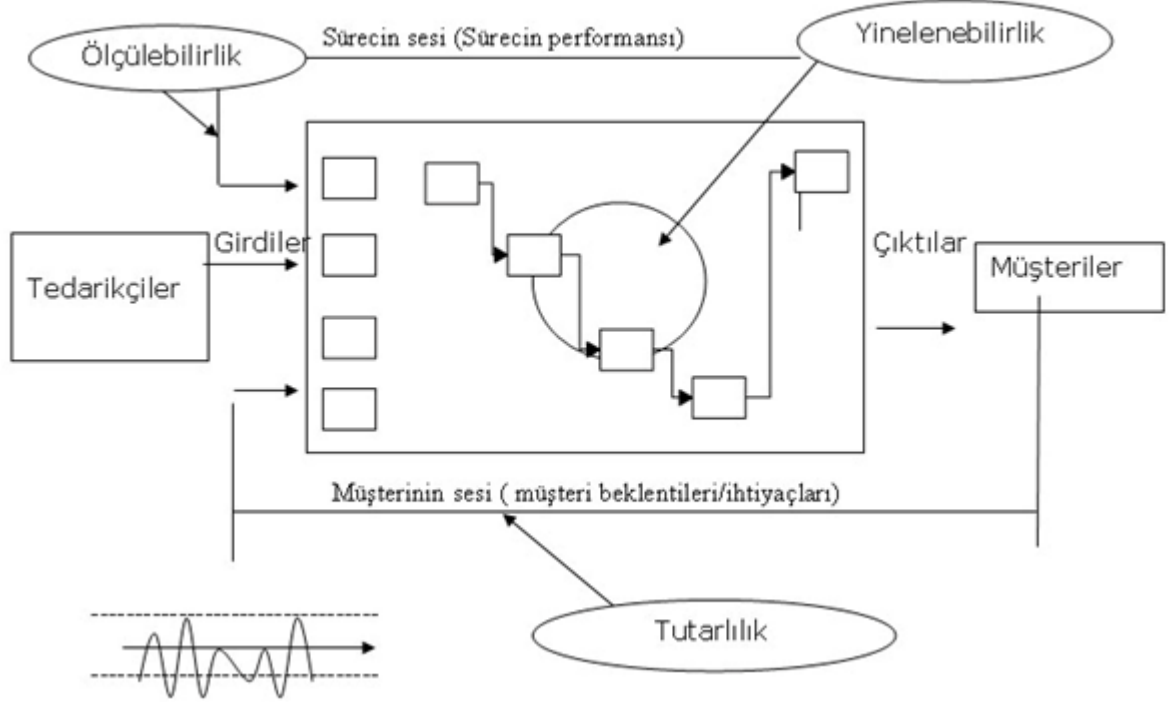 Sürecin sesi (Sürecin performansı)
Yinelenebilirlik
Ölçülebilirlik
Girdiler
Çıktılar
Tedarikçiler
Müşteriler
Müşterinin sesi ( müşteri beklentileri/ihtiyaçları)
Tutarlılık